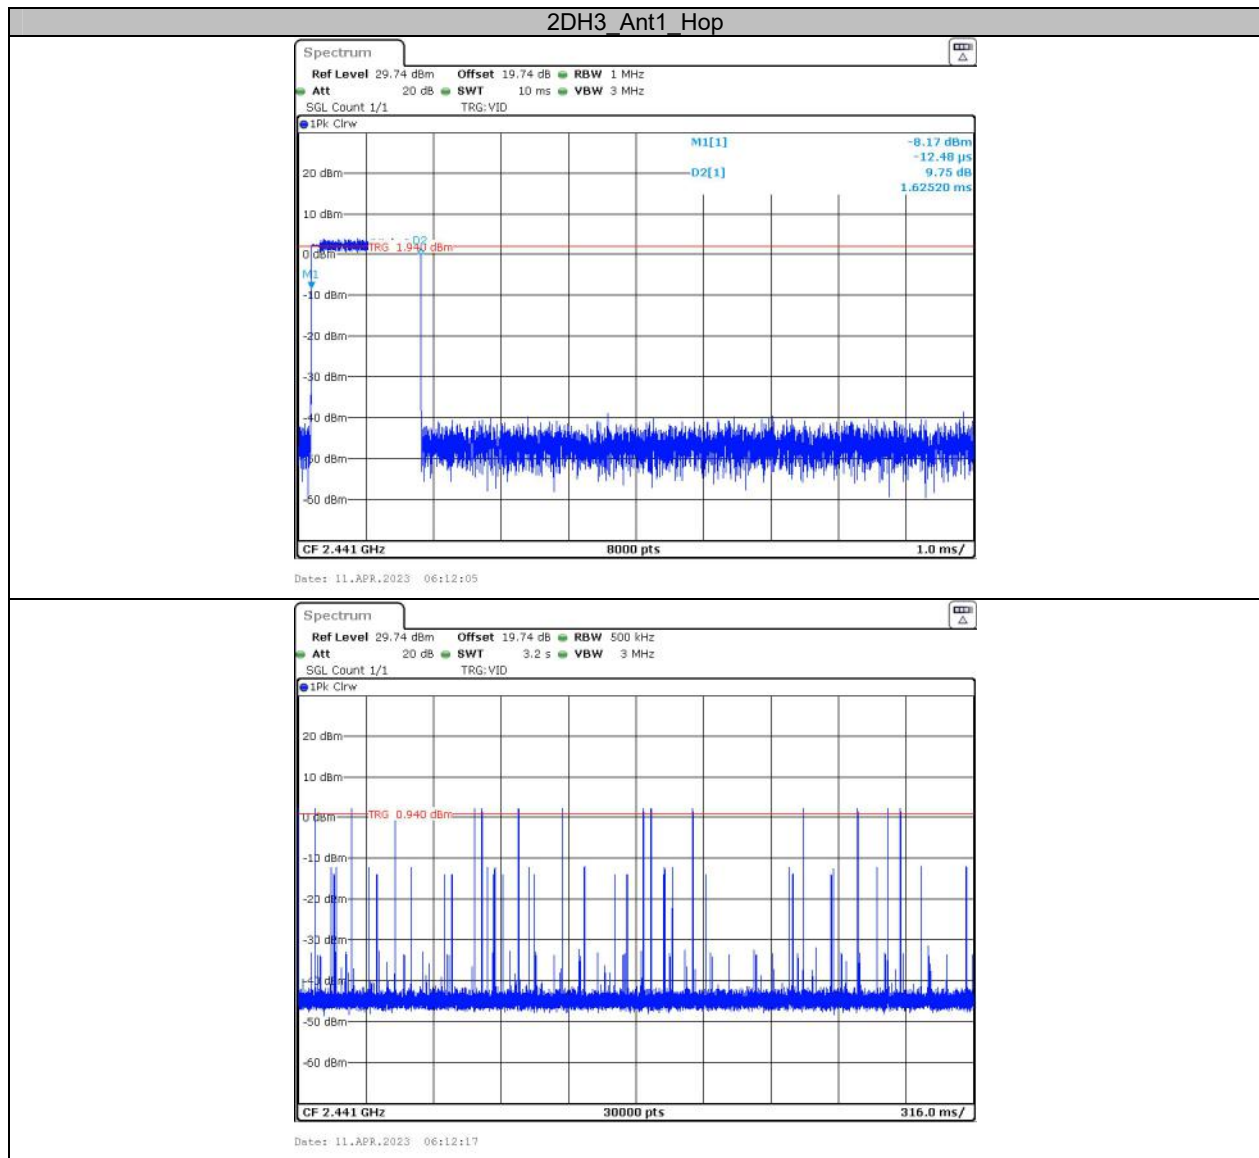 2DH3_Ant1_Hop
Spectrum
Ref Level 29.74 dBm Offset 19.74 dB RBW 1 MHz
Att 20 dB SWT 10 ms VBW 3 MHz
SGL Count 1/1 TRG:VID
1Pk Clrw
M1[1] -8.17 dBm
-12.48 µs
20 dBm D2[1] 9.75 dB
1.62520 ms
10 dBm
D2
TRG 1.940 dBm
0 dBm
M1
-10 dBm
-20 dBm
-30 dBm
-40 dBm
-50 dBm
-60 dBm
CF 2.441 GHz 8000 pts 1.0 ms/
Date: 11.APR.2023 06:12:05
Spectrum
Ref Level 29.74 dBm Offset 19.74 dB RBW 500 kHz
Att 20 dB SWT 3.2 s VBW 3 MHz
SGL Count 1/1 TRG:VID
1Pk Clrw
20 dBm
10 dBm
TRG 0.940 dBm
0 dBm
-10 dBm
-20 dBm
-30 dBm
-40 dBm
-50 dBm
-60 dBm
CF 2.441 GHz 30000 pts 316.0 ms/
Date: 11.APR.2023 06:12:17